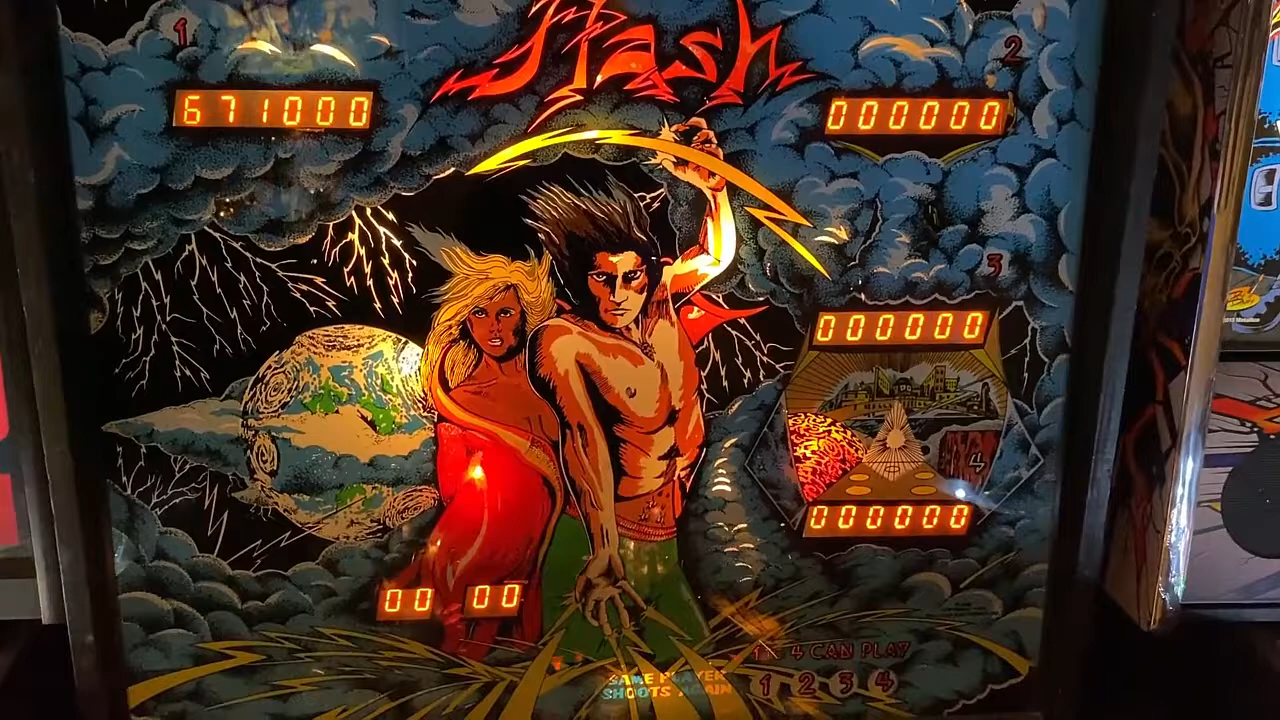 Flash
1
2
671000
000000
3
000000
4
000000
00 00
1 - 4 CAN PLAY
SAME PLAYER
SHOOTS AGAIN
1 2 3 4